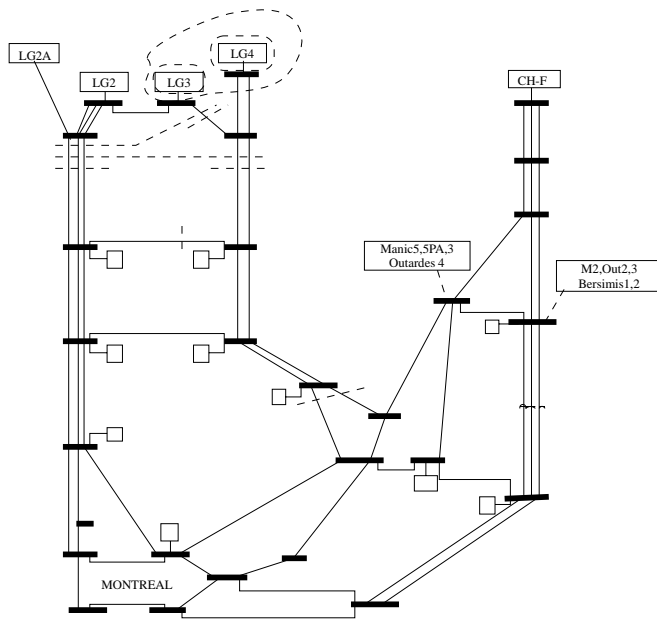 LG2A
LG2
LG3
LG4
CH-F
Manic5,5PA,3
Outardes 4
M2,Out2,3
Bersimis1,2
MONTREAL